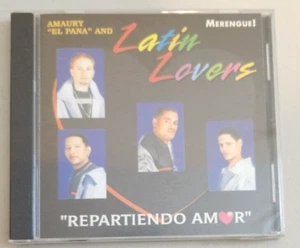 AMAURY
"EL PANA" AND
MERENGUE!
Latin
Lovers
"REPARTIENDO AMOR"